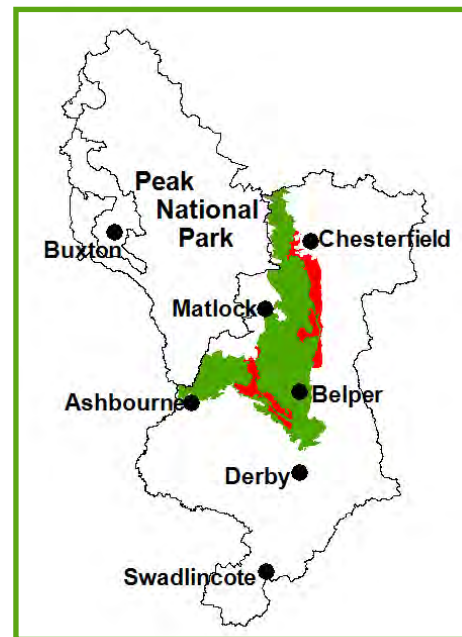 Peak
National
Park
Buxton
Chesterfield
Matlock
Ashbourne
Belper
Derby
Swadlincote